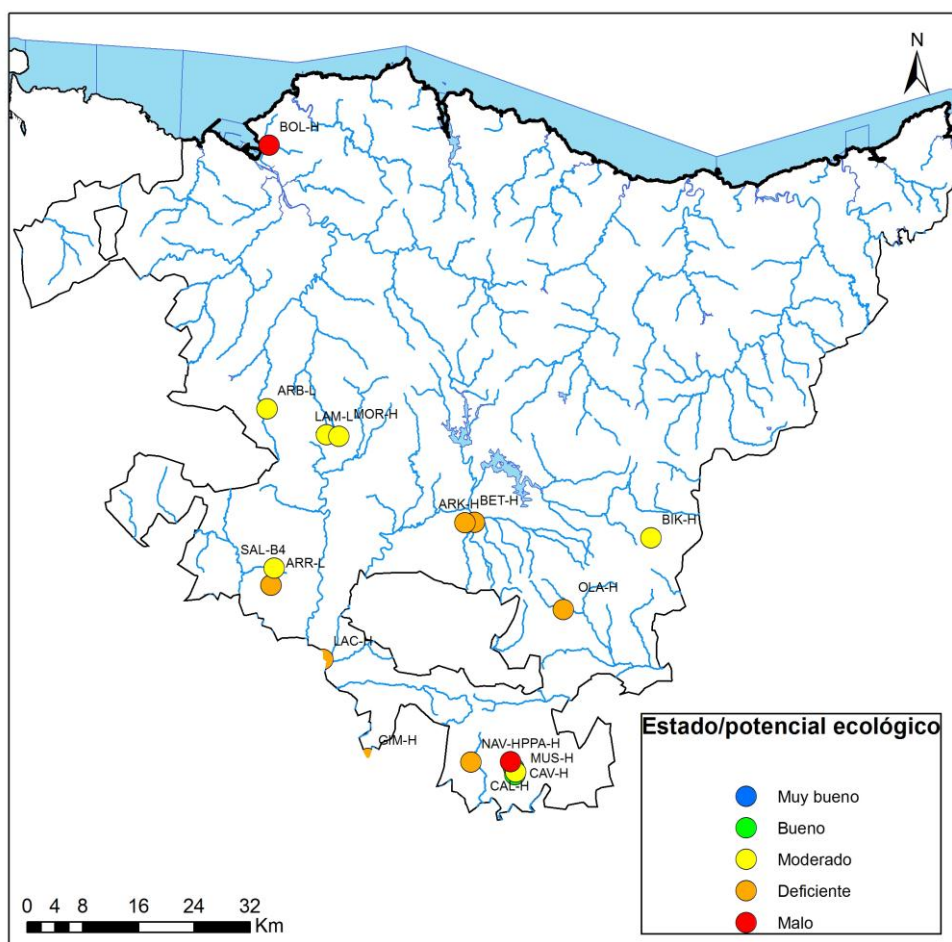 N
BOL-H
ARB-L
LAM-L MOR-H
ARK-H BET-H
BIK-H
SAL-B4
ARR-L
OLA-H
LAC-H
GIM-H
NAV-H PPA-H
MUS-H
CAV-H
CAL-H
Estado/potencial ecológico
Muy bueno
Bueno
Moderado
Deficiente
Malo
0 4 8 16 24 32
Km